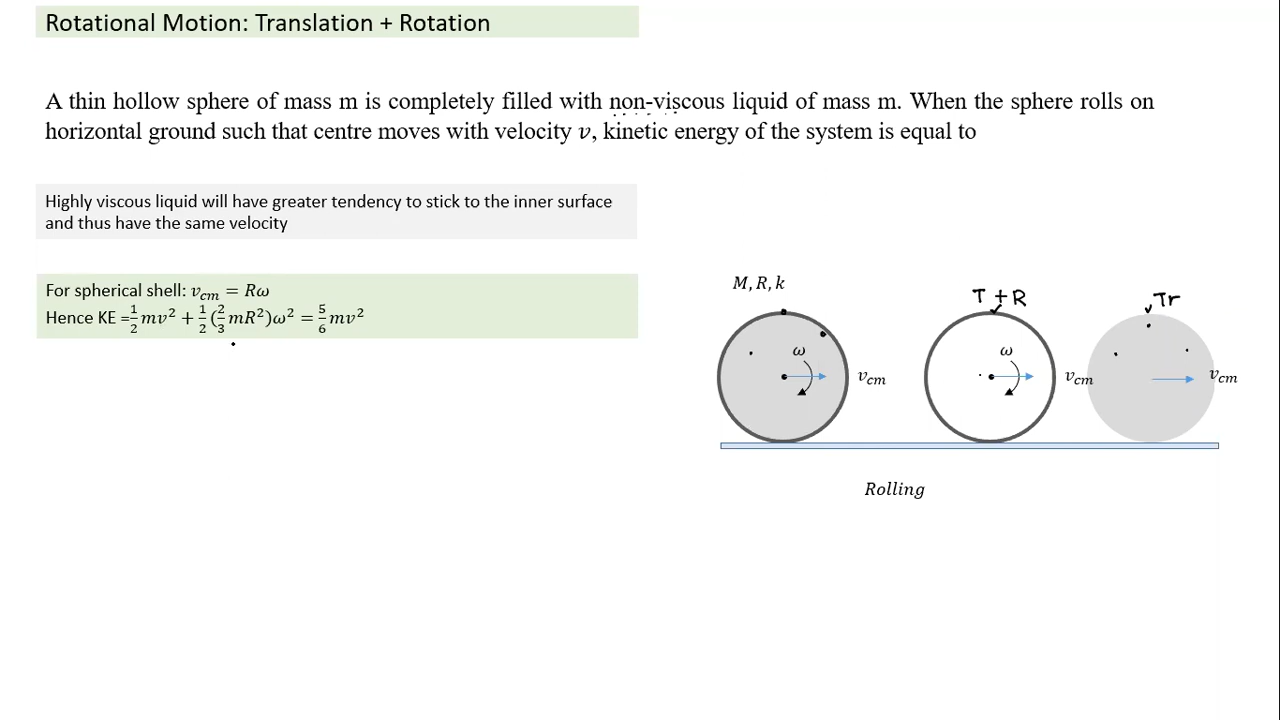 Rotational Motion: Translation + Rotation
A thin hollow sphere of mass m is completely filled with non-viscous liquid of mass m. When the sphere rolls on
horizontal ground such that centre moves with velocity 𝑣, kinetic energy of the system is equal to
Highly viscous liquid will have greater tendency to stick to the inner surface
and thus have the same velocity
For spherical shell: 𝑣𝑐𝑚 = 𝑅𝜔
Hence KE =1/2 𝑚𝑣² + 1/2 (2/3 𝑚𝑅²)𝜔² = 5/6 𝑚𝑣²
𝑀, 𝑅, 𝑘
T + R
Tr
𝜔
𝜔
𝑣𝑐𝑚
𝑣𝑐𝑚
𝑣𝑐𝑚
𝑅𝑜𝑙𝑙𝑖𝑛𝑔